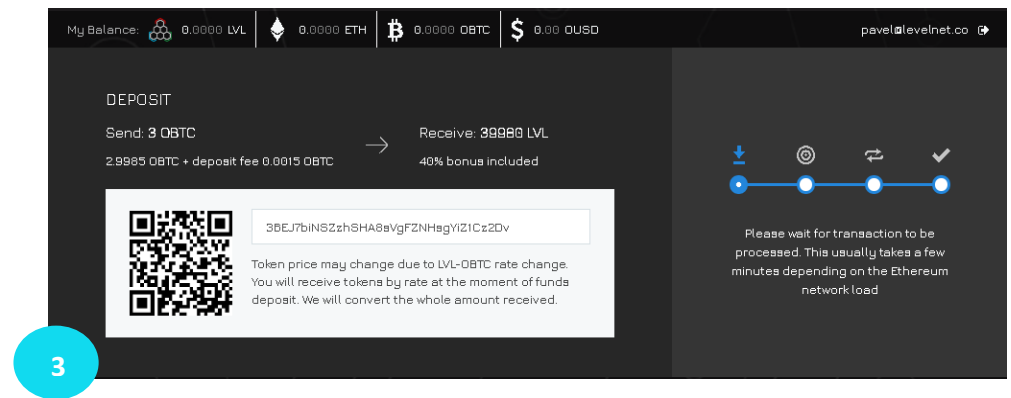 My Balance: 0.0000 LVL 0.0000 ETH 0.0000 OBTC $ 0.00 OUSD pavel@levelnet.co
DEPOSIT
Send: 3 OBTC
Receive: 39980 LVL
2.9985 OBTC + deposit fee 0.0015 OBTC
40% bonus included
3BEJ7biNSZzhSHA8sVgFZNHsgYiZ1Cz2Dv
Token price may change due to LVL-OBTC rate change.
You will receive tokens by rate at the moment of funds
deposit. We will convert the whole amount received.
Please wait for transaction to be
processed. This usually takes a few
minutes depending on the Ethereum
network load
3